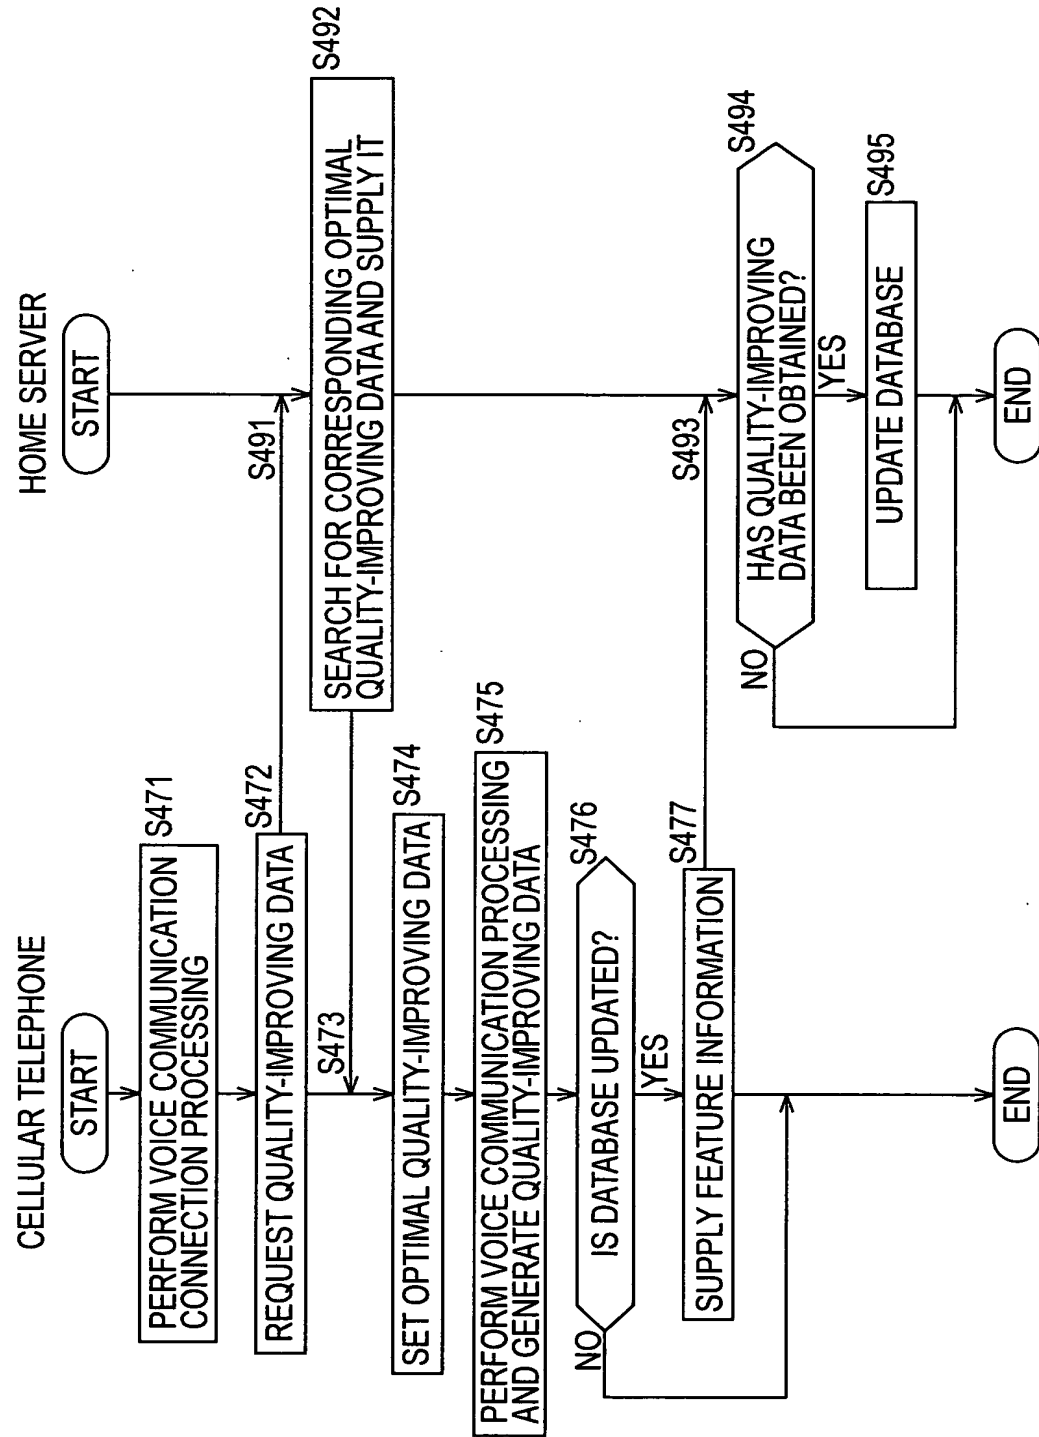 CELLULAR TELEPHONE
START
PERFORM VOICE COMMUNICATION
CONNECTION PROCESSING
S471
REQUEST QUALITY-IMPROVING DATA
S472
S473
SET OPTIMAL QUALITY-IMPROVING DATA
S474
PERFORM VOICE COMMUNICATION PROCESSING
AND GENERATE QUALITY-IMPROVING DATA
S475
IS DATABASE UPDATED?
S476
NO
YES
SUPPLY FEATURE INFORMATION
S477
END
HOME SERVER
START
S491
SEARCH FOR CORRESPONDING OPTIMAL
QUALITY-IMPROVING DATA AND SUPPLY IT
S492
S493
HAS QUALITY-IMPROVING
DATA BEEN OBTAINED?
S494
NO
YES
UPDATE DATABASE
S495
END